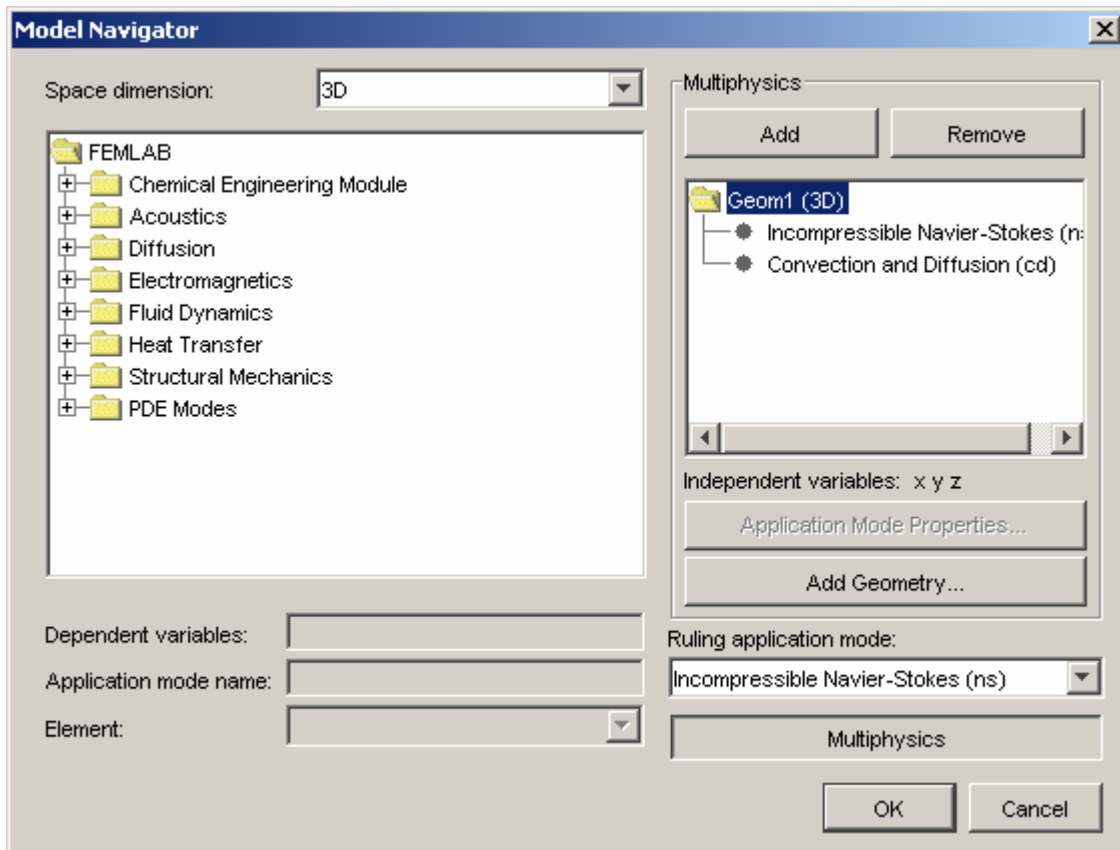 Model Navigator
Space dimension:
3D
FEMLAB
Chemical Engineering Module
Acoustics
Diffusion
Electromagnetics
Fluid Dynamics
Heat Transfer
Structural Mechanics
PDE Modes
Dependent variables:
Application mode name:
Element:
Multiphysics
Add
Remove
Geom1 (3D)
Incompressible Navier-Stokes (n
Convection and Diffusion (cd)
Independent variables: x y z
Application Mode Properties...
Add Geometry...
Ruling application mode:
Incompressible Navier-Stokes (ns)
Multiphysics
OK
Cancel